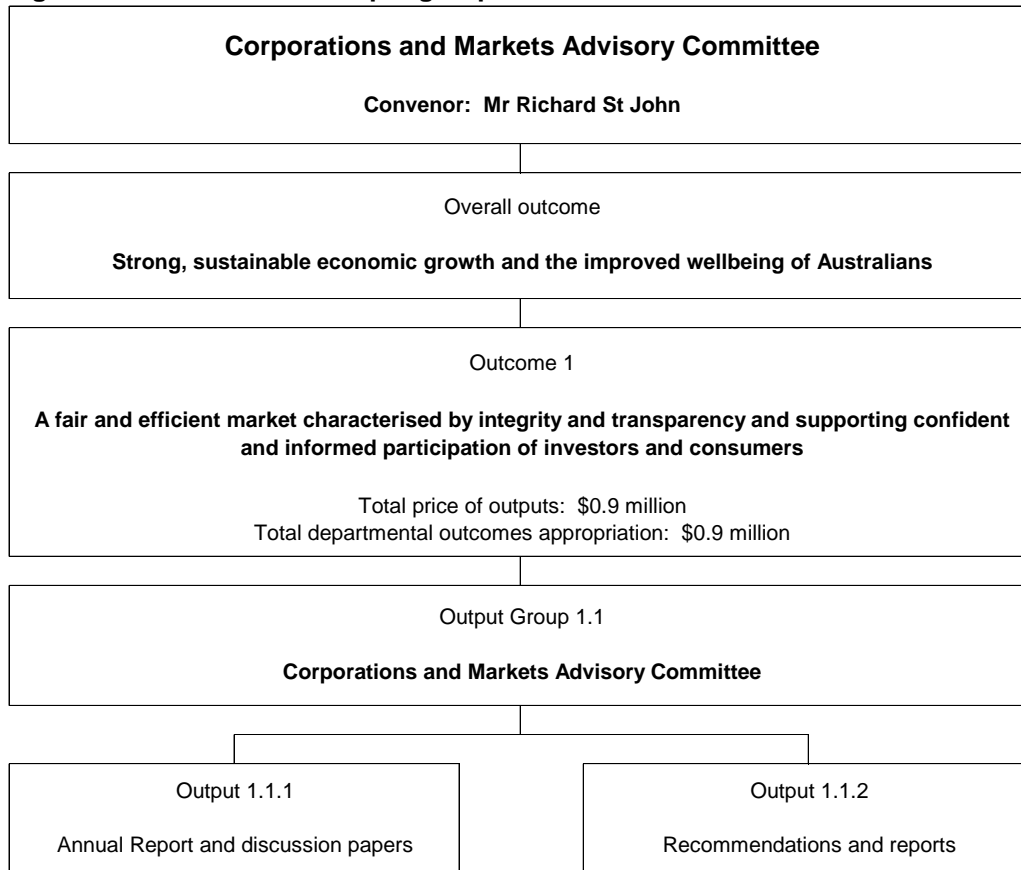 Corporations and Markets Advisory Committee
Convenor: Mr Richard St John
Overall outcome
Strong, sustainable economic growth and the improved wellbeing of Australians
Outcome 1
A fair and efficient market characterised by integrity and transparency and supporting confident
and informed participation of investors and consumers
Total price of outputs: $0.9 million
Total departmental outcomes appropriation: $0.9 million
Output Group 1.1
Corporations and Markets Advisory Committee
Output 1.1.1
Annual Report and discussion papers
Output 1.1.2
Recommendations and reports